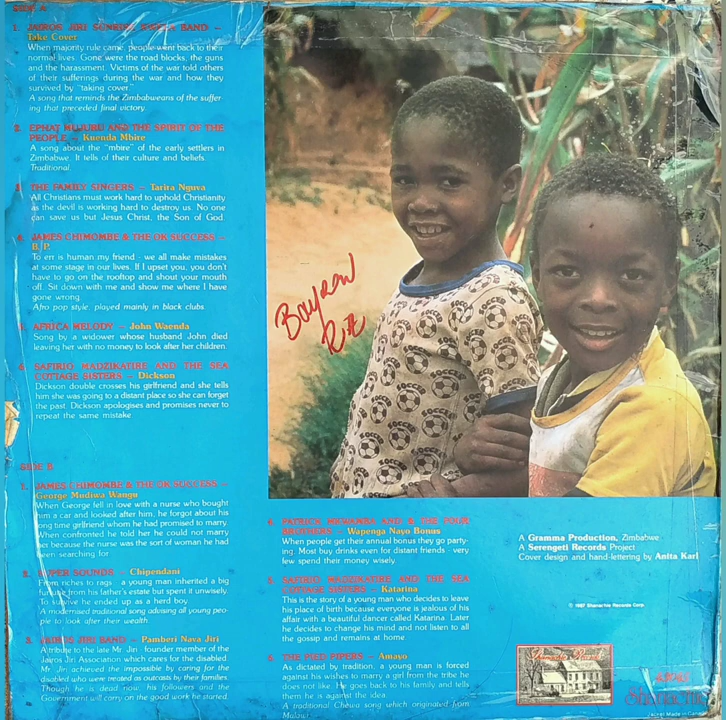 SIDE A
1. JAIROS JIRI SUNRISE KWELA BAND –
Take Cover
When majority rule came, people went back to their
normal lives. Gone were the road blocks, the guns
and the harassment. Victims of the war told others
of their sufferings during the war and how they
survived by "taking cover"
A song that reminds the Zimbabweans of the suffer-
ing that preceded final victory.
2. EPHAT MUJURU AND THE SPIRIT OF THE
PEOPLE – Kuenda Mbire
A song about the "mbire" of the early settlers in
Zimbabwe. It tells of their culture and beliefs.
Traditional.
3. THE FAMILY SINGERS – Tarira Nguva
All Christians must work hard to uphold Christianity
as the devil is working hard to destroy us. No one
can save us but Jesus Christ, the Son of God.
4. JAMES CHIMOMBE & THE OK SUCCESS –
B. P.
To err is human my friend - we all make mistakes
at some stage in our lives. If I upset you, you don't
have to go on the rooftop and shout your mouth
off. Sit down with me and show me where I have
gone wrong.
Afro pop style, played mainly in black clubs.
5. AFRICA MELODY – John Waenda
Song by a widower whose husband John died
leaving her with no money to look after her children.
6. SAFIRIO MADZIKATIRE AND THE SEA
COTTAGE SISTERS – Dickson
Dickson double crosses his girlfriend and she tells
him she was going to a distant place so she can forget
the past. Dickson apologises and promises never to
repeat the same mistake.
SIDE B
1. JAMES CHIMOMBE & THE OK SUCCESS –
George Mudiwa Wangu
When George fell in love with a nurse who bought
him a car and looked after him, he forgot about his
long time girlfriend whom he had promised to marry.
When confronted he told her he could not marry
her because the nurse was the sort of woman he had
been searching for.
2. SUPER SOUNDS – Chipendani
From riches to rags - a young man inherited a big
fortune from his father's estate but spent it unwisely.
To survive he ended up as a herd boy.
A modernised traditional song advising all young peo-
ple to look after their wealth.
3. JAIROS JIRI BAND – Pamberi Nava Jiri
A tribute to the late Mr. Jiri - founder member of the
Jairos Jiri Association which cares for the disabled.
Mr. Jiri achieved the impossible by caring for the
disabled who were treated as outcasts by their families.
Though he is dead now, his followers and the
Government will carry on the good work he started.
4. PATRICK MKWAMBA AND & THE FOUR
BROTHERS – Wapenga Nayo Bonus
When people get their annual bonus they go party-
ing. Most buy drinks even for distant friends - very
few spend their money wisely.
5. SAFIRIO MADZIKATIRE AND THE SEA
COTTAGE SISTERS – Katarina
This is the story of a young man who decides to leave
his place of birth because everyone is jealous of his
affair with a beautiful dancer called Katarina. Later
he decides to change his mind and not listen to all
the gossip and remains at home.
6. THE PIED PIPERS – Amayo
As dictated by tradition, a young man is forced
against his wishes to marry a girl from the tribe he
does not like. He goes back to his family and tells
them he is against the idea.
A traditional Chewa song which originated from
Malawi.
A Gramma Production, Zimbabwe
A Serengeti Records Project
Cover design and hand-lettering by Anita Karl
© 1987 Shanachie Records Corp.
Shanachie